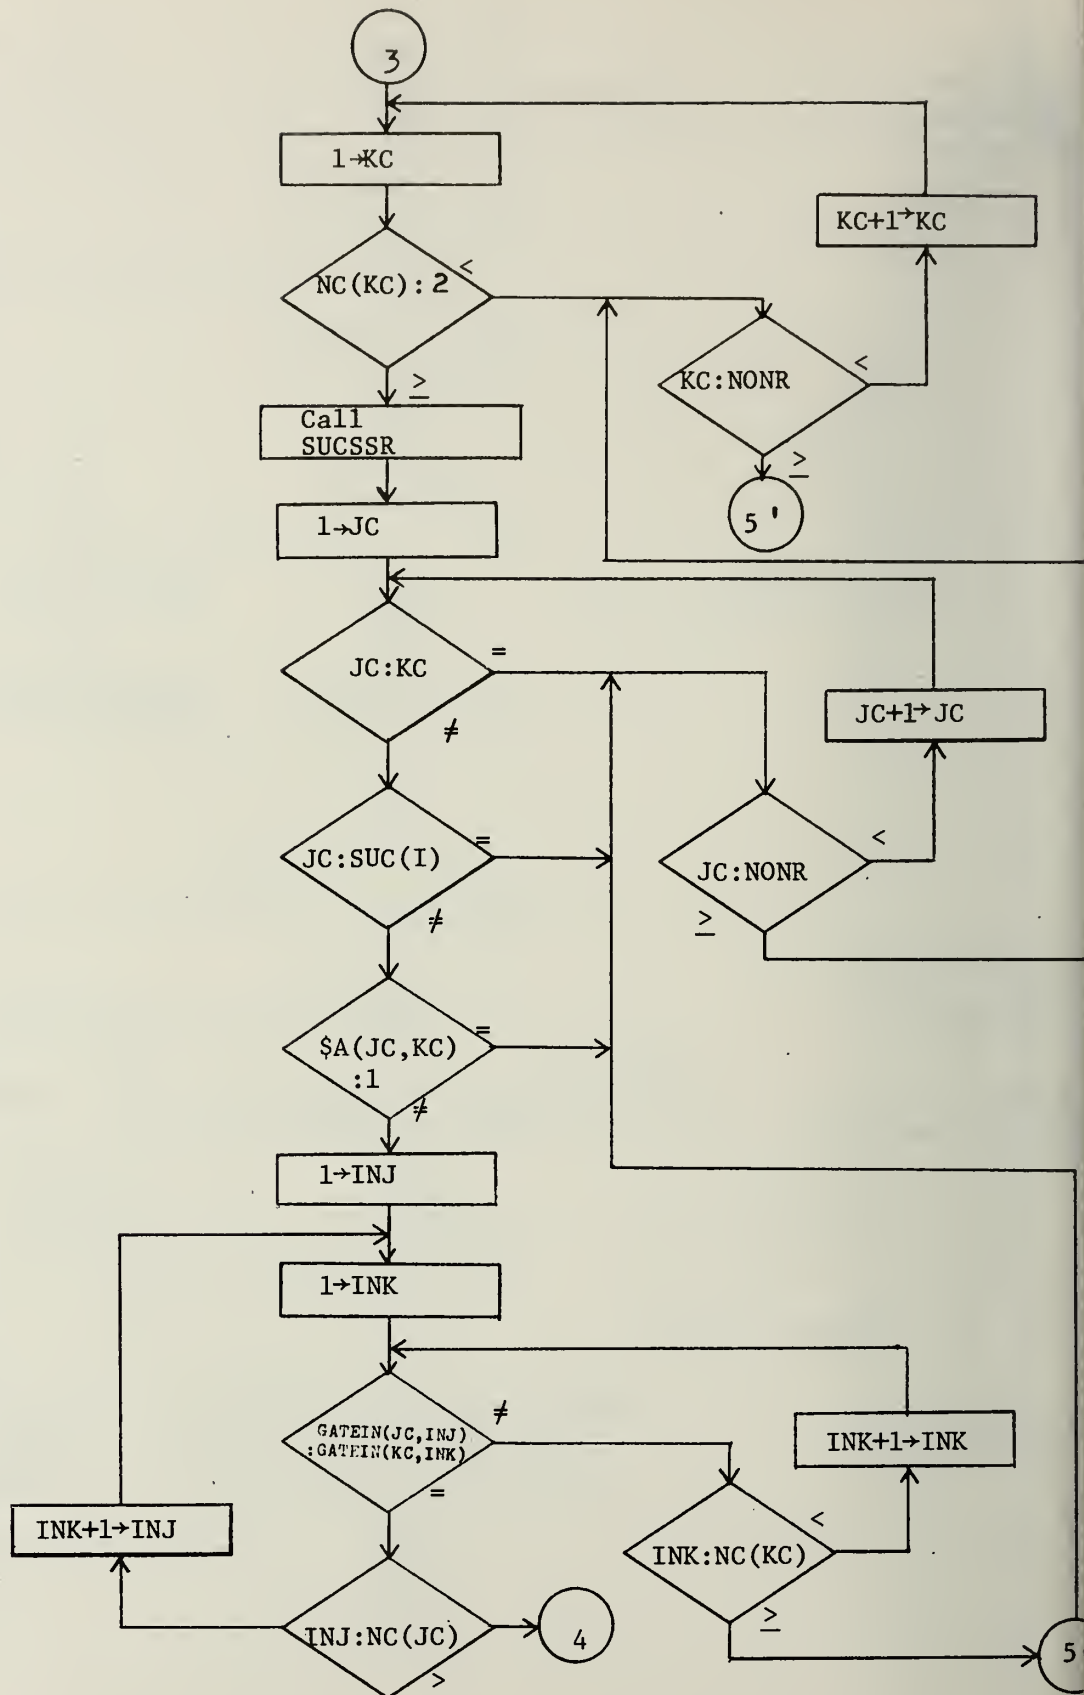 3
1→KC
KC+1→KC
NC(KC):2
<
KC:NONR
<
≥
Call
SUCSSR
≥
5'
1→JC
JC:KC
=
≠
JC+1→JC
JC:SUC(I)
=
≠
JC:NONR
<
≥
$A(JC,KC)
:1
=
≠
1→INJ
1→INK
GATEIN(JC,INJ)
:GATEIN(KC,INK)
≠
=
INK+1→INK
INK+1→INJ
INK:NC(KC)
<
≥
INJ:NC(JC)
>
4
5